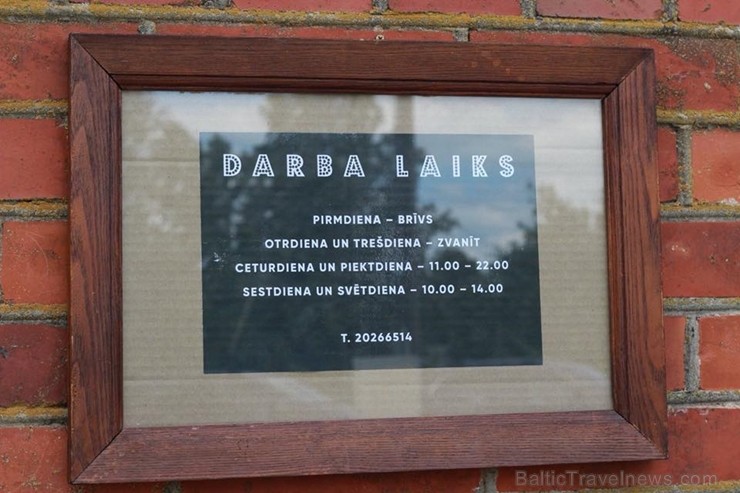 DARBA LAIKS
PIRMDIENA – BRĪVS
OTRDIENA UN TREŠDIENA – ZVANĪT
CETURDIENA UN PIEKTDIENA – 11.00 – 22.00
SESTDIENA UN SVĒTDIENA – 10.00 – 14.00
T. 20266514
BalticTravelnews.com